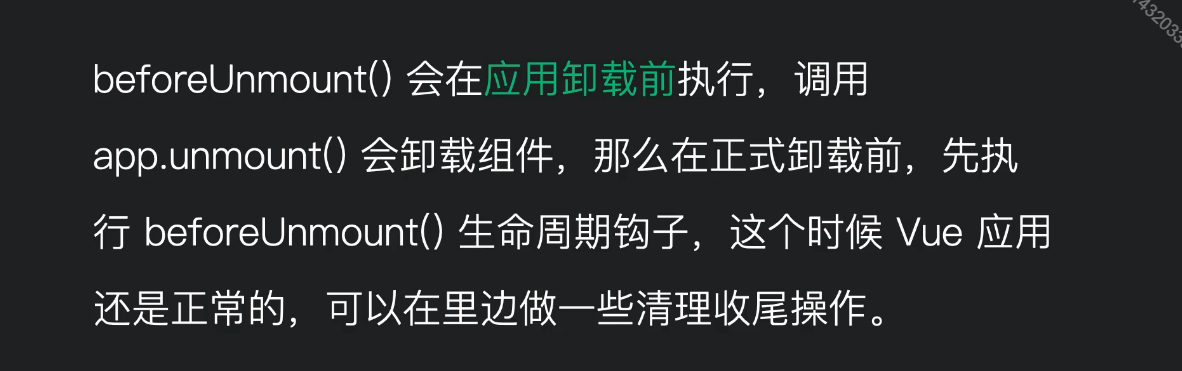 beforeUnmount() 会在应用卸载前执行，调用
app.unmount() 会卸载组件，那么在正式卸载前，先执
行 beforeUnmount() 生命周期钩子，这个时候 Vue 应用
还是正常的，可以在里边做一些清理收尾操作。